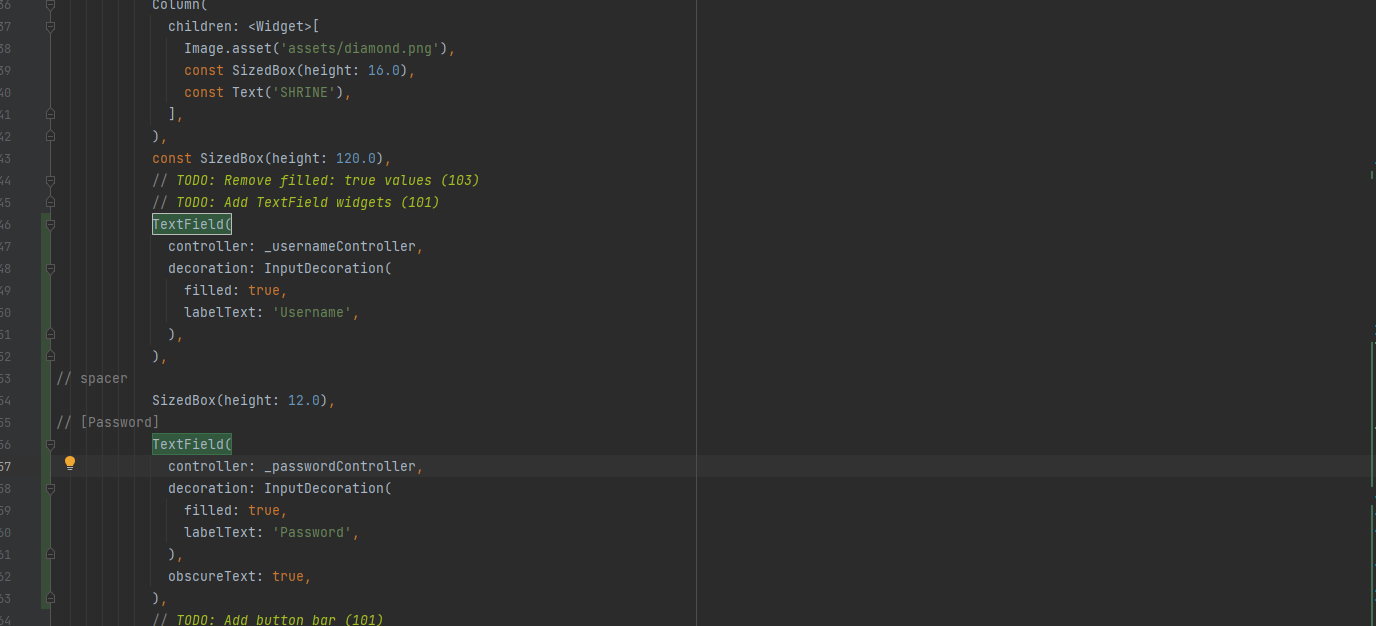 36 Column(
37 children: <Widget>[
38 Image.asset('assets/diamond.png'),
39 const SizedBox(height: 16.0),
40 const Text('SHRINE'),
41 ],
42 ),
43 const SizedBox(height: 120.0),
44 // TODO: Remove filled: true values (103)
45 // TODO: Add TextField widgets (101)
46 TextField(
47 controller: _usernameController,
48 decoration: InputDecoration(
49 filled: true,
50 labelText: 'Username',
51 ),
52 ),
53 // spacer
54 SizedBox(height: 12.0),
55 // [Password]
56 TextField(
57 controller: _passwordController,
58 decoration: InputDecoration(
59 filled: true,
60 labelText: 'Password',
61 ),
62 obscureText: true,
63 ),
64 // TODO: Add button bar (101)